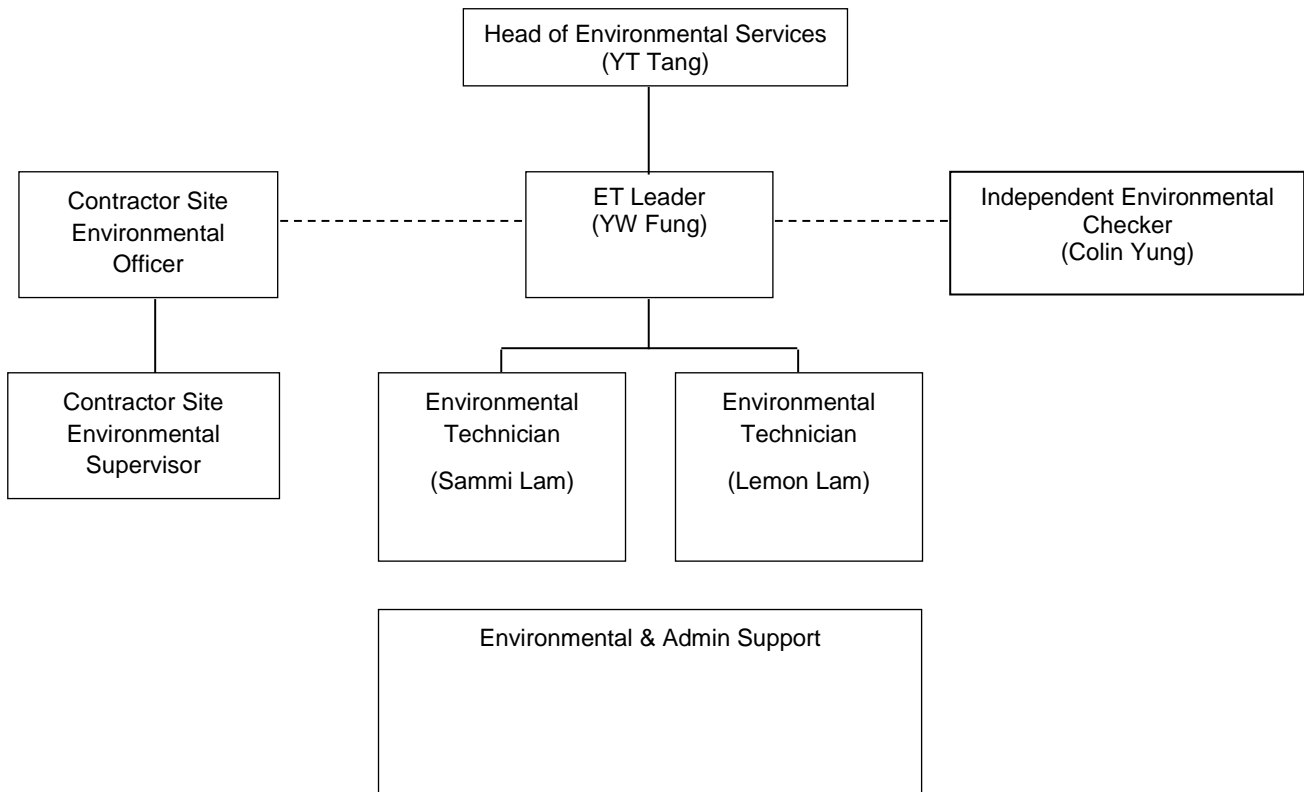 Head of Environmental Services
(YT Tang)
Contractor Site
Environmental
Officer
ET Leader
(YW Fung)
Independent Environmental
Checker
(Colin Yung)
Contractor Site
Environmental
Supervisor
Environmental
Technician
(Sammi Lam)
Environmental
Technician
(Lemon Lam)
Environmental & Admin Support